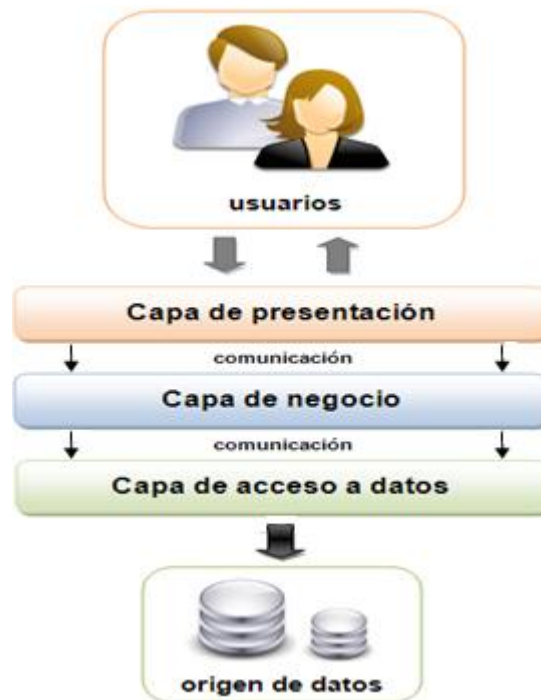 usuarios
Capa de presentación
comunicación
Capa de negocio
comunicación
Capa de acceso a datos
origen de datos